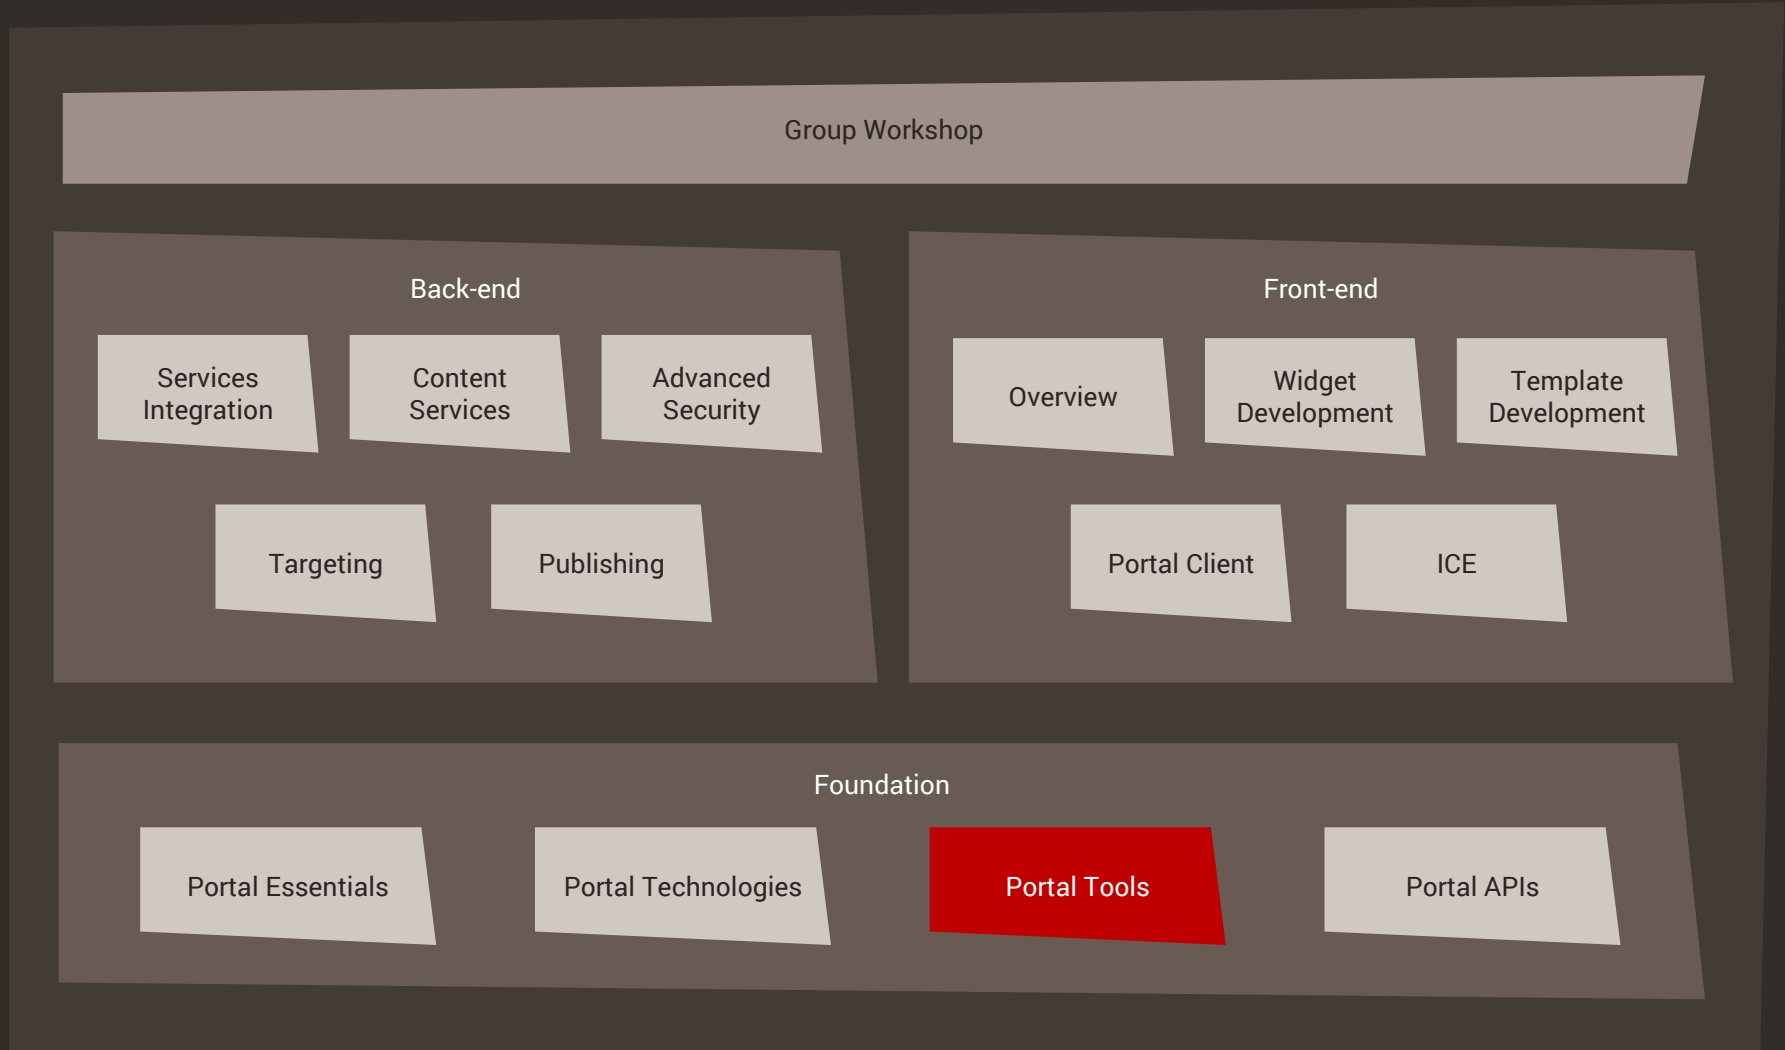 Group Workshop
Back-end
Services
Integration
Content
Services
Advanced
Security
Targeting
Publishing
Front-end
Overview
Widget
Development
Template
Development
Portal Client
ICE
Foundation
Portal Essentials
Portal Technologies
Portal Tools
Portal APIs